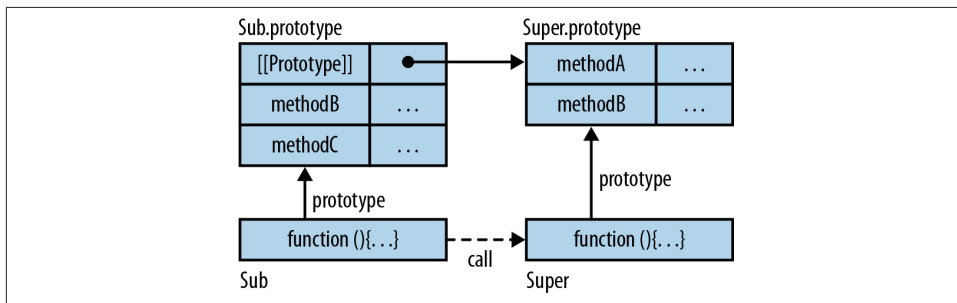 Sub.prototype
Super.prototype
[[Prototype]]
methodA
...
methodB
...
methodB
...
methodC
...
prototype
prototype
function (){...}
call
function (){...}
Sub
Super